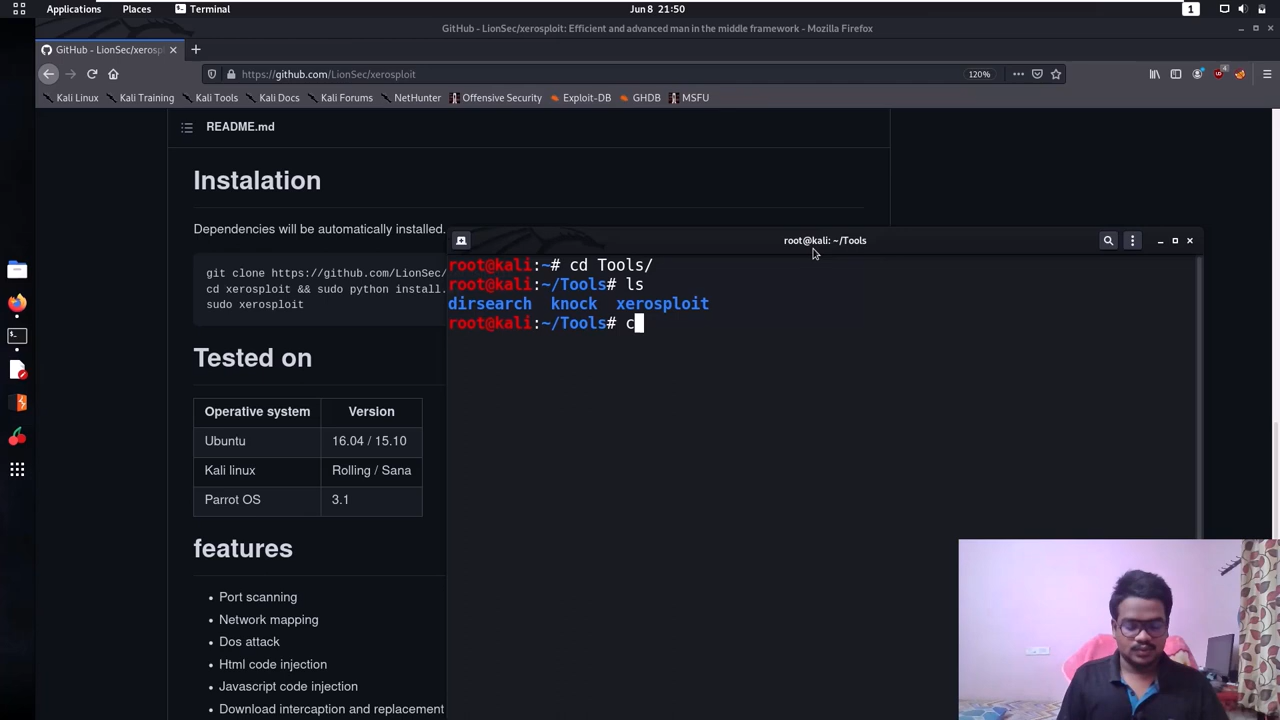 Applications Places Terminal Jun 8 21:50 1
GitHub - LionSec/xerosploit: Efficient and advanced man in the middle framework - Mozilla Firefox
GitHub - LionSec/xerosp
https://github.com/LionSec/xerosploit 120% 4
Kali Linux Kali Training Kali Tools Kali Docs Kali Forums NetHunter Offensive Security Exploit-DB GHDB MSFU
README.md
Instalation
Dependencies will be automatically installed.
git clone https://github.com/LionSec/
cd xerosploit && sudo python install.
sudo xerosploit
Tested on
Operative system Version
Ubuntu 16.04 / 15.10
Kali linux Rolling / Sana
Parrot OS 3.1
features
• Port scanning
• Network mapping
• Dos attack
• Html code injection
• Javascript code injection
• Download intercaption and replacement
root@kali: ~/Tools
root@kali:~# cd Tools/
root@kali:~/Tools# ls
dirsearch knock xerosploit
root@kali:~/Tools# c